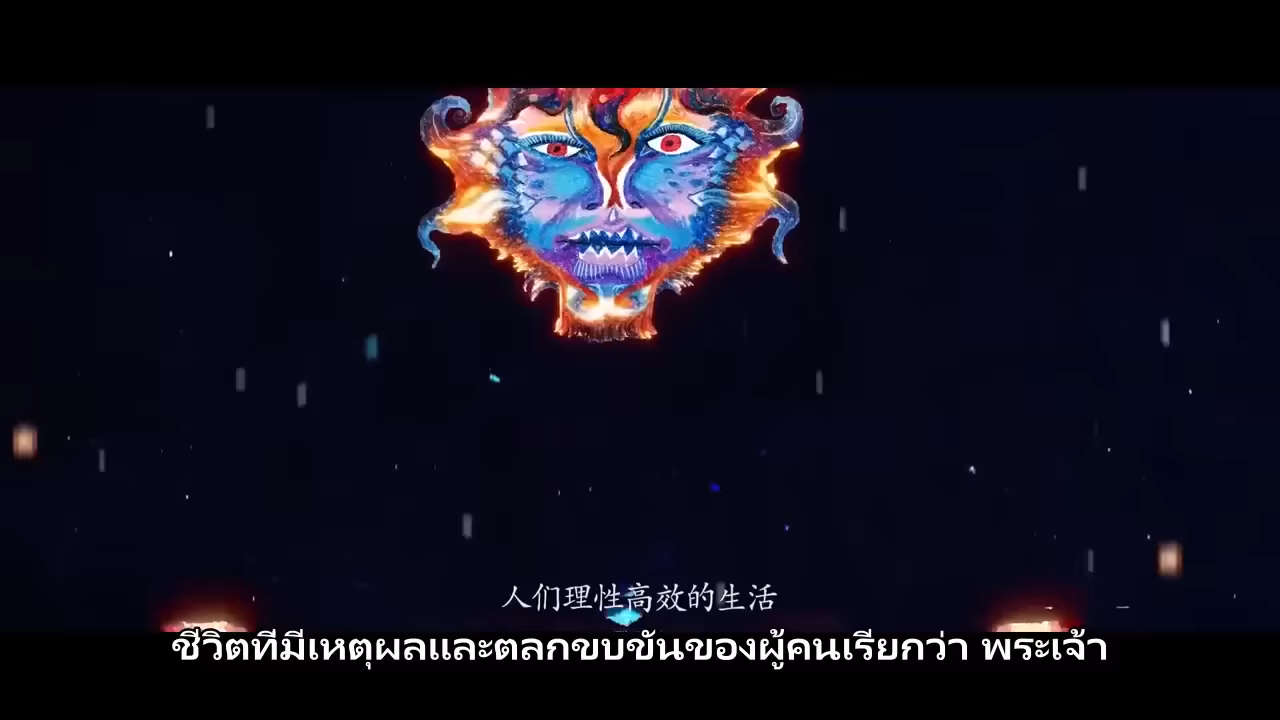 人们理性高效的生活
ชีวิตที่มีเหตุผลและตลกขบขันของผู้คนเรียกว่า พระเจ้า